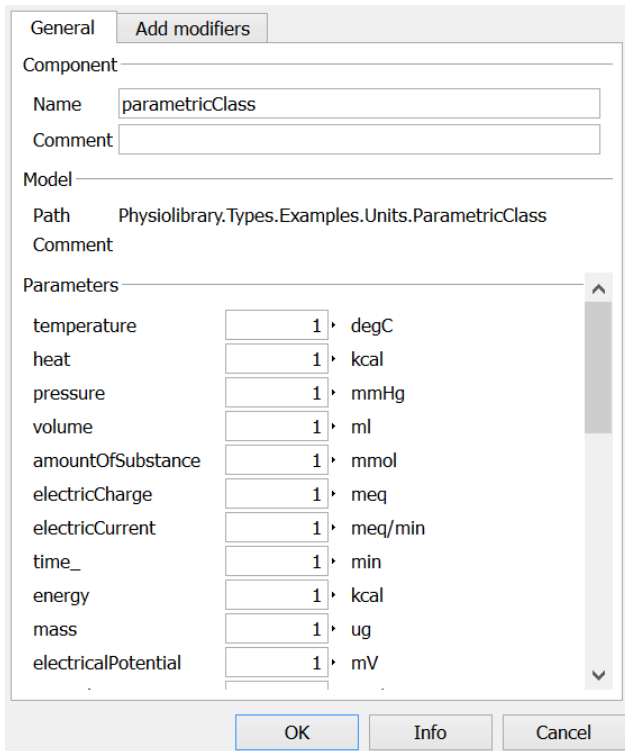 General Add modifiers
Component
Name parametricClass
Comment
Model
Path Physiolibrary.Types.Examples.Units.ParametricClass
Comment
Parameters
temperature 1 degC
heat 1 kcal
pressure 1 mmHg
volume 1 ml
amountOfSubstance 1 mmol
electricCharge 1 meq
electricCurrent 1 meq/min
time_ 1 min
energy 1 kcal
mass 1 ug
electricalPotential 1 mV
OK Info Cancel